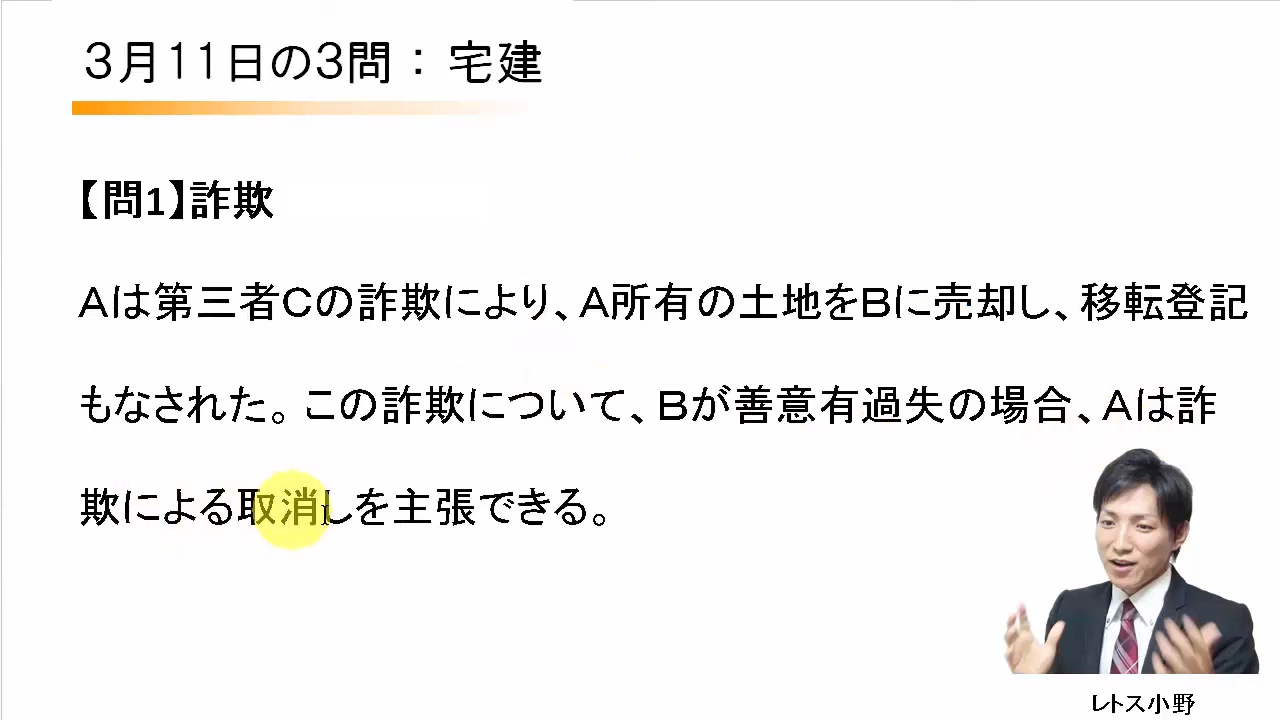 3月11日の3問：宅建
【問1】詐欺
Aは第三者Cの詐欺により、A所有の土地をBに売却し、移転登記
もなされた。この詐欺について、Bが善意有過失の場合、Aは詐
欺による取消しを主張できる。
レトス小野